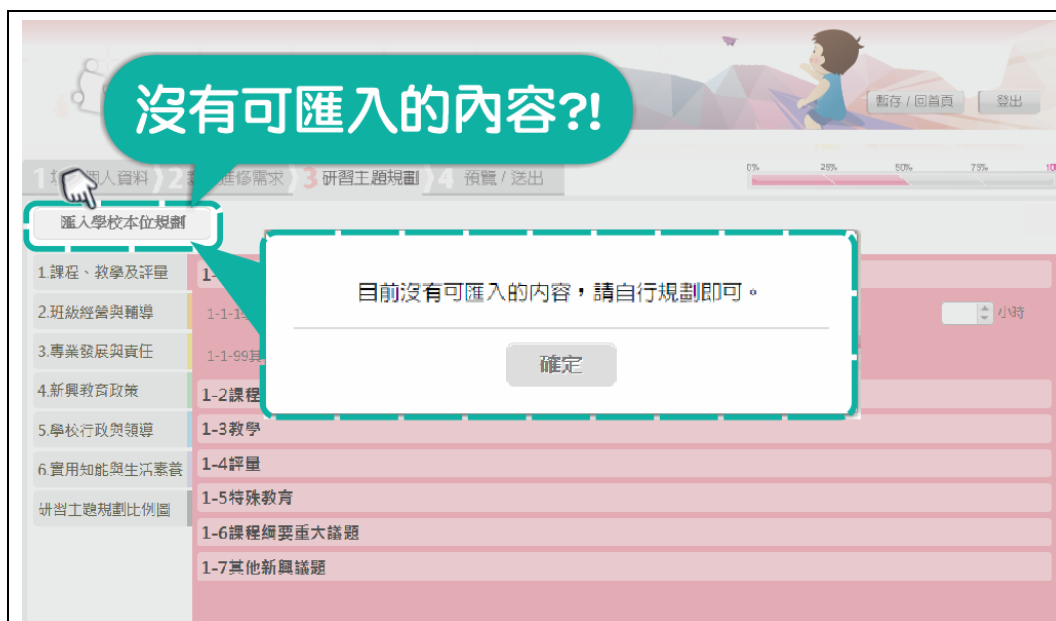 沒有可匯入的內容?!
暫存 / 回首頁
登出
個人資料
2
進修需求
3 研習主題規劃
4 預覽 / 送出
0% 25% 50% 75% 10
匯入學校本位規劃
1.課程、教學及評量
2.班級經營與輔導
3.專業發展與責任
4.新興教育政策
5.學校行政與領導
6.實用知能與生活素養
研習主題規劃比例圖
目前沒有可匯入的內容，請自行規劃即可。
確定
小時
1-1-99其
1-2課程
1-3教學
1-4評量
1-5特殊教育
1-6課程綱要重大議題
1-7其他新興議題